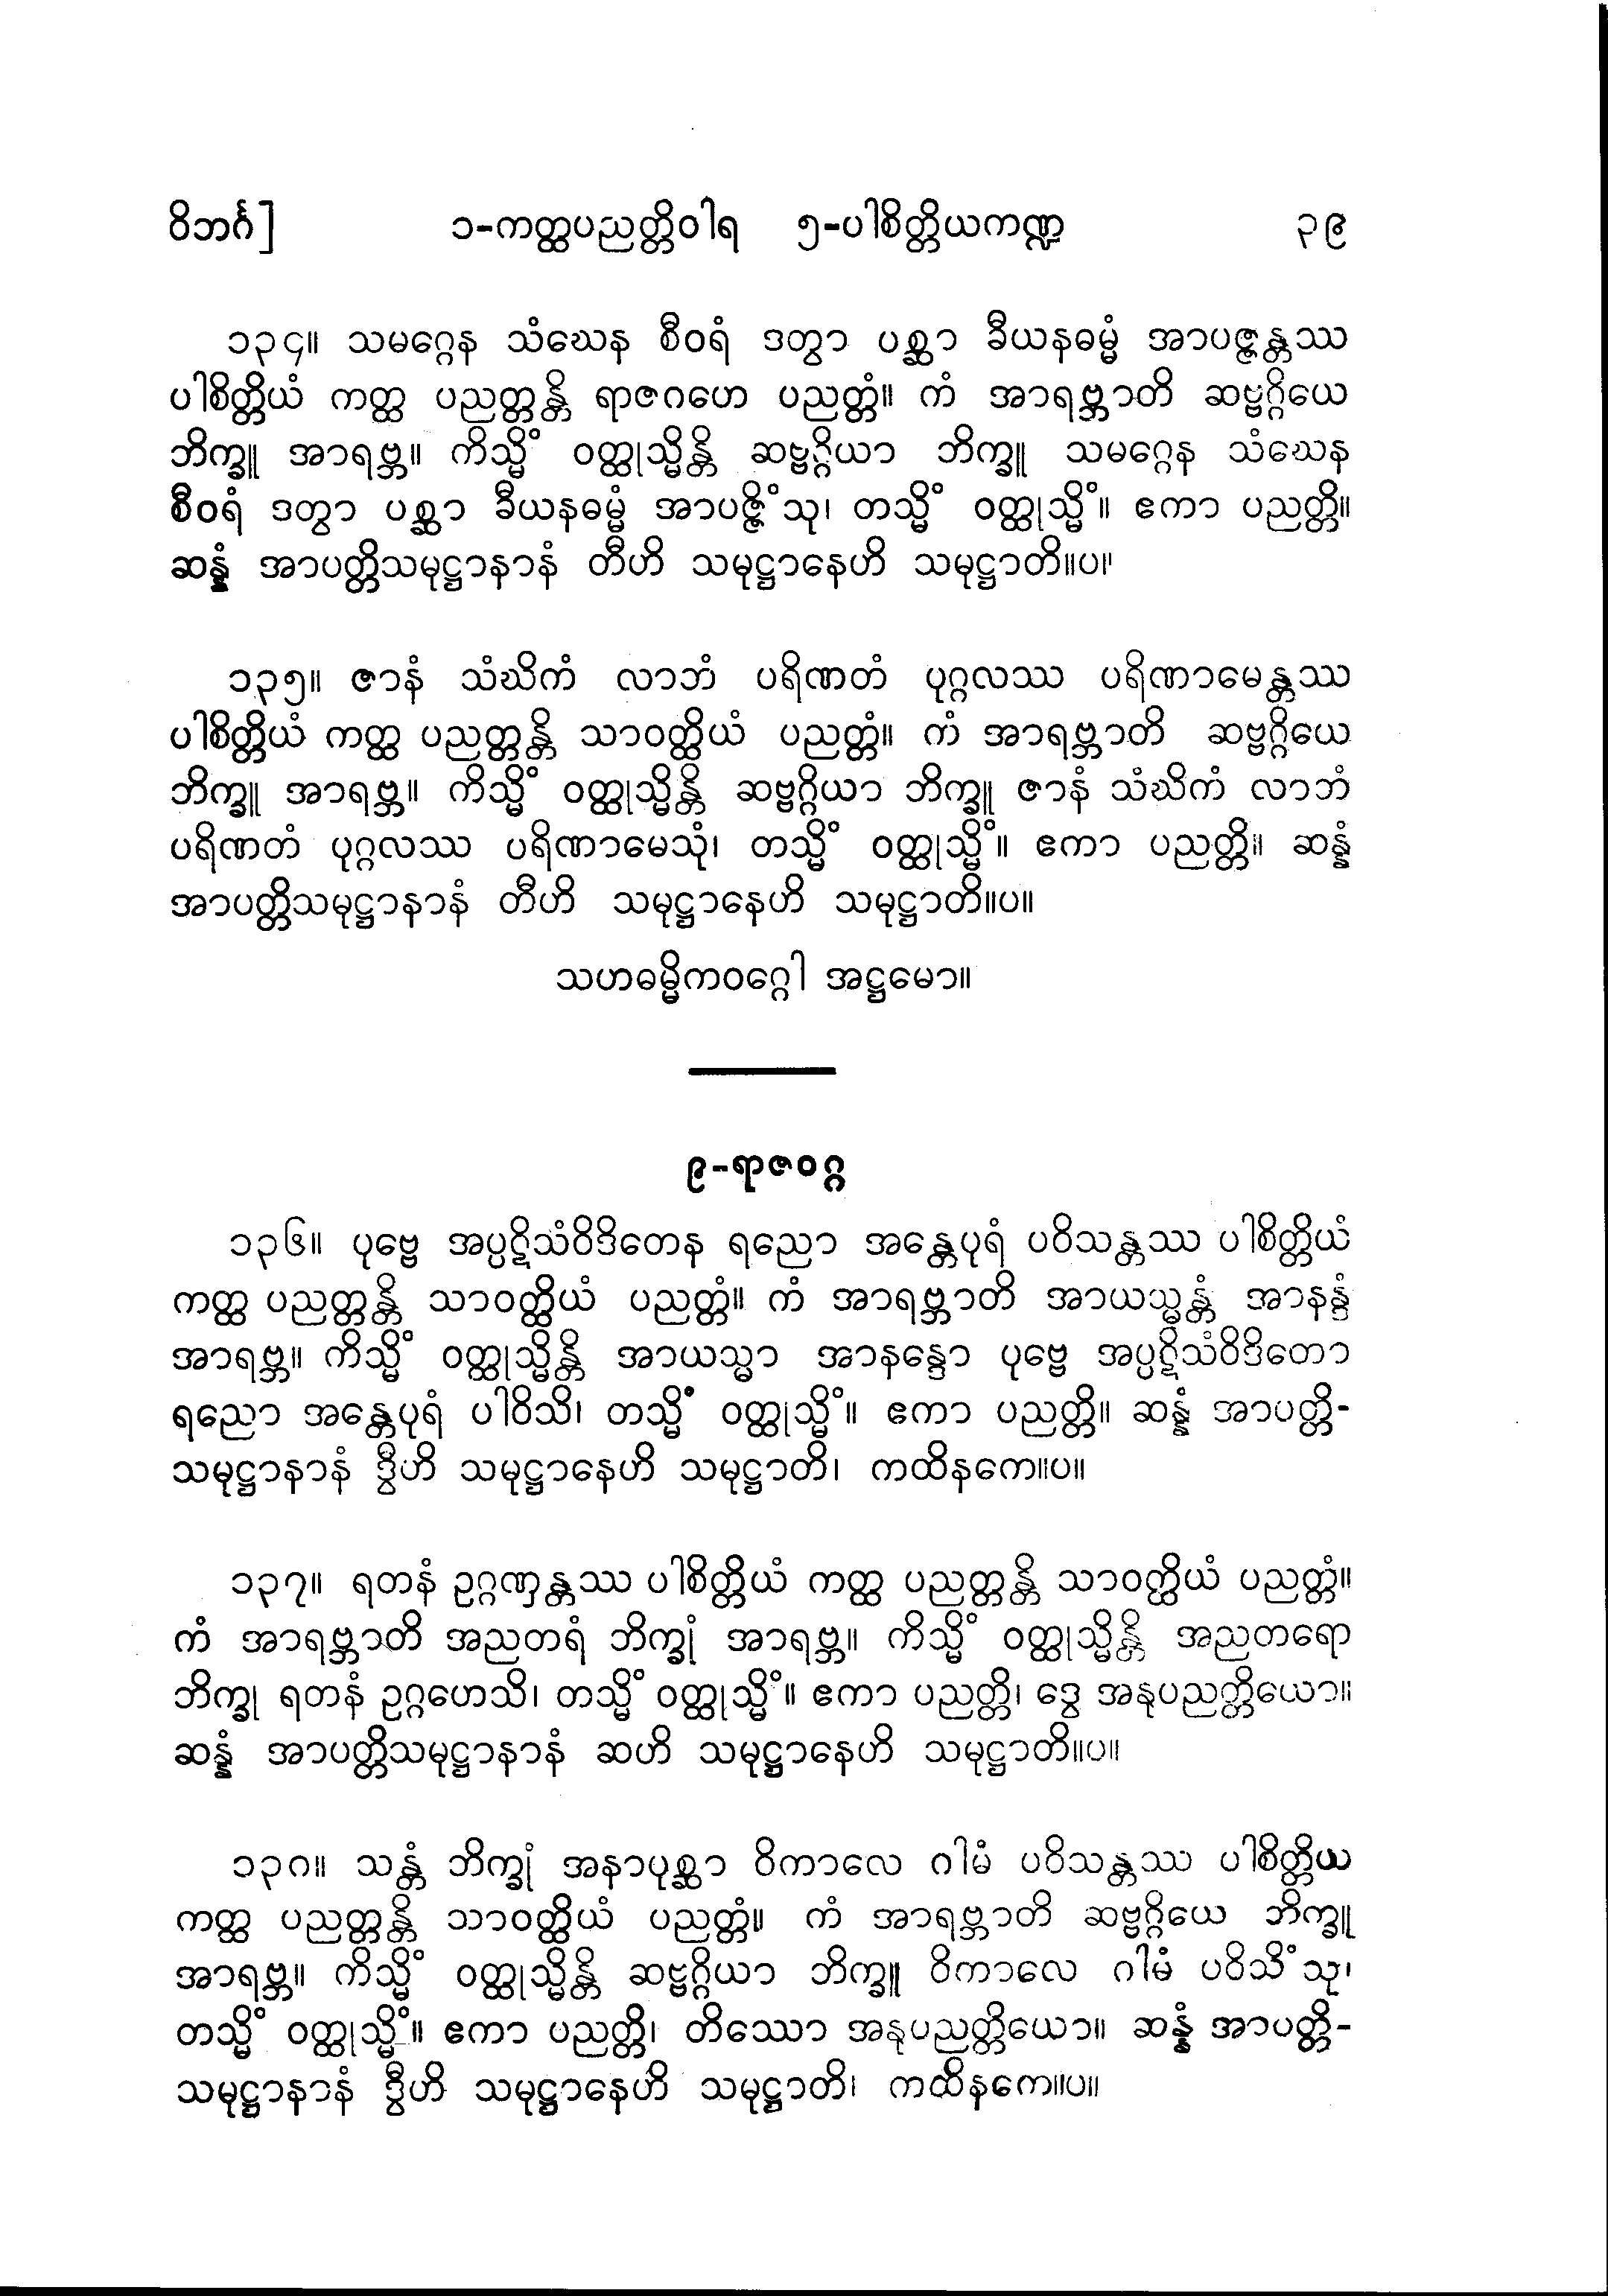 ဝိဘင်္ဂ] ၁-ကတ္ထပညတ္တိဝါရ ၅-ပါစိတ္တိယကဏ္ဍ ၃၉
၁၃၄။ သမဂ္ဂေန သံဃေန စီဝရံ ဒတွာ ပစ္ဆာ ခီယနဓမ္မံ အာပဇ္ဇန္တဿ
ပါစိတ္တိယံ ကတ္ထ ပညတ္တန္တိ ရာဇဂဟေ ပညတ္တံ။ ကံ အာရဗ္ဘာတိ ဆဗ္ဗဂ္ဂိယေ
ဘိက္ခူ အာရဗ္ဘ။ ကိသ္မိံ ဝတ္ထုသ္မိန္တိ ဆဗ္ဗဂ္ဂိယာ ဘိက္ခူ သမဂ္ဂေန သံဃေန
စီဝရံ ဒတွာ ပစ္ဆာ ခီယနဓမ္မံ အာပဇ္ဇိံသု၊ တသ္မိံ ဝတ္ထုသ္မိံ။ ဧကာ ပညတ္တိ။
ဆန္နံ အာပတ္တိသမုဋ္ဌာနာနံ တီဟိ သမုဋ္ဌာနေဟိ သမုဋ္ဌာတိ။ပ။
၁၃၅။ ဇာနံ သံဃိကံ လာဘံ ပရိဏတံ ပုဂ္ဂလဿ ပရိဏာမေန္တဿ
ပါစိတ္တိယံ ကတ္ထ ပညတ္တန္တိ သာဝတ္ထိယံ ပညတ္တံ။ ကံ အာရဗ္ဘာတိ ဆဗ္ဗဂ္ဂိယေ
ဘိက္ခူ အာရဗ္ဘ။ ကိသ္မိံ ဝတ္ထုသ္မိန္တိ ဆဗ္ဗဂ္ဂိယာ ဘိက္ခူ ဇာနံ သံဃိကံ လာဘံ
ပရိဏတံ ပုဂ္ဂလဿ ပရိဏာမေသုံ၊ တသ္မိံ ဝတ္ထုသ္မိံ။ ဧကာ ပညတ္တိ။ ဆန္နံ
အာပတ္တိသမုဋ္ဌာနာနံ တီဟိ သမုဋ္ဌာနေဟိ သမုဋ္ဌာတိ။ပ။
သဟဓမ္မိကဝဂ္ဂေါ အဋ္ဌမော။
၉-ရာဇဝဂ္ဂ
၁၃၆။ ပုဗ္ဗေ အပ္ပဋိသံဝိဒိတေန ရညော အန္တေပုရံ ပဝိသန္တဿ ပါစိတ္တိယံ
ကတ္ထ ပညတ္တန္တိ သာဝတ္ထိယံ ပညတ္တံ။ ကံ အာရဗ္ဘာတိ အာယသ္မန္တံ အာနန္ဒံ
အာရဗ္ဘ။ ကိသ္မိံ ဝတ္ထုသ္မိန္တိ အာယသ္မာ အာနန္ဒော ပုဗ္ဗေ အပ္ပဋိသံဝိဒိတော
ရညော အန္တေပုရံ ပါဝိသိ၊ တသ္မိံ ဝတ္ထုသ္မိံ။ ဧကာ ပညတ္တိ။ ဆန္နံ အာပတ္တိ-
သမုဋ္ဌာနာနံ ဒွီဟိ သမုဋ္ဌာနေဟိ သမုဋ္ဌာတိ၊ ကထိနကေ။ပ။
၁၃၇။ ရတနံ ဥဂ္ဂဏှန္တဿ ပါစိတ္တိယံ ကတ္ထ ပညတ္တန္တိ သာဝတ္ထိယံ ပညတ္တံ။
ကံ အာရဗ္ဘာတိ အညတရံ ဘိက္ခုံ အာရဗ္ဘ။ ကိသ္မိံ ဝတ္ထုသ္မိန္တိ အညတရော
ဘိက္ခု ရတနံ ဥဂ္ဂဟေသိ၊ တသ္မိံ ဝတ္ထုသ္မိံ။ ဧကာ ပညတ္တိ၊ ဒွေ အနုပညတ္တိယော။
ဆန္နံ အာပတ္တိသမုဋ္ဌာနာနံ ဆဟိ သမုဋ္ဌာနေဟိ သမုဋ္ဌာတိ။ပ။
၁၃၈။ သန္တံ ဘိက္ခုံ အနာပုစ္ဆာ ဝိကာလေ ဂါမံ ပဝိသန္တဿ ပါစိတ္တိယ
ကတ္ထ ပညတ္တန္တိ သာဝတ္ထိယံ ပညတ္တံ။ ကံ အာရဗ္ဘာတိ ဆဗ္ဗဂ္ဂိယေ ဘိက္ခူ
အာရဗ္ဘ။ ကိသ္မိံ ဝတ္ထုသ္မိန္တိ ဆဗ္ဗဂ္ဂိယာ ဘိက္ခူ ဝိကာလေ ဂါမံ ပဝိသိံသု၊
တသ္မိံ ဝတ္ထုသ္မိံ။ ဧကာ ပညတ္တိ၊ တိဿော အနုပညတ္တိယော။ ဆန္နံ အာပတ္တိ-
သမုဋ္ဌာနာနံ ဒွီဟိ သမုဋ္ဌာနေဟိ သမုဋ္ဌာတိ၊ ကထိနကေ။ပ။